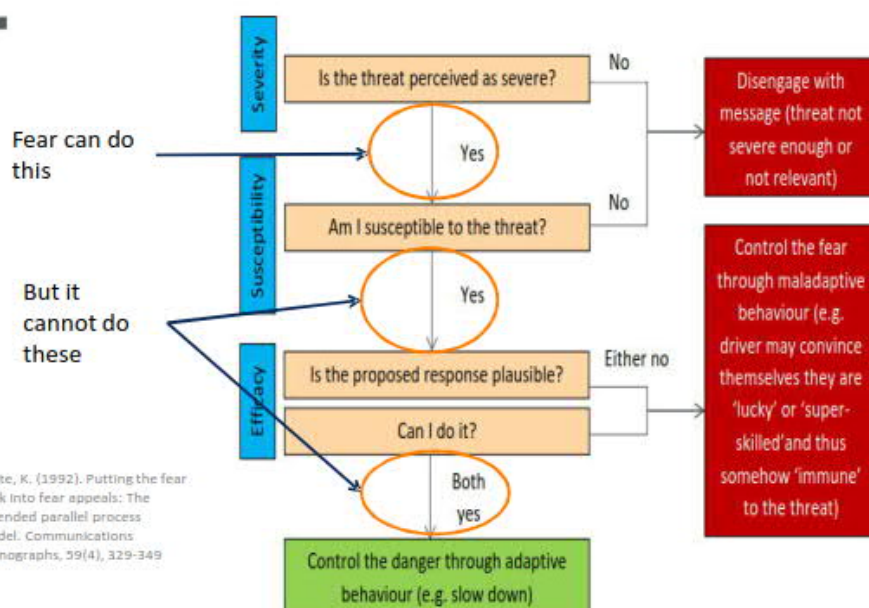 Severity
Is the threat perceived as severe?
No
Disengage with
message (threat not
severe enough or
not relevant)
Fear can do
this
Yes
Susceptibility
Am I susceptible to the threat?
No
But it
cannot do
these
Yes
Control the fear
through maladaptive
behaviour (e.g.
driver may convince
themselves they are
‘lucky’ or ‘super-
skilled’and thus
somehow ‘immune’
to the threat)
Efficacy
Is the proposed response plausible?
Either no
Can I do it?
Both
yes
Control the danger through adaptive
behaviour (e.g. slow down)
te, K. (1992). Putting the fear
k into fear appeals: The
ended parallel process
del. Communications
nographs, 59(4), 329-349